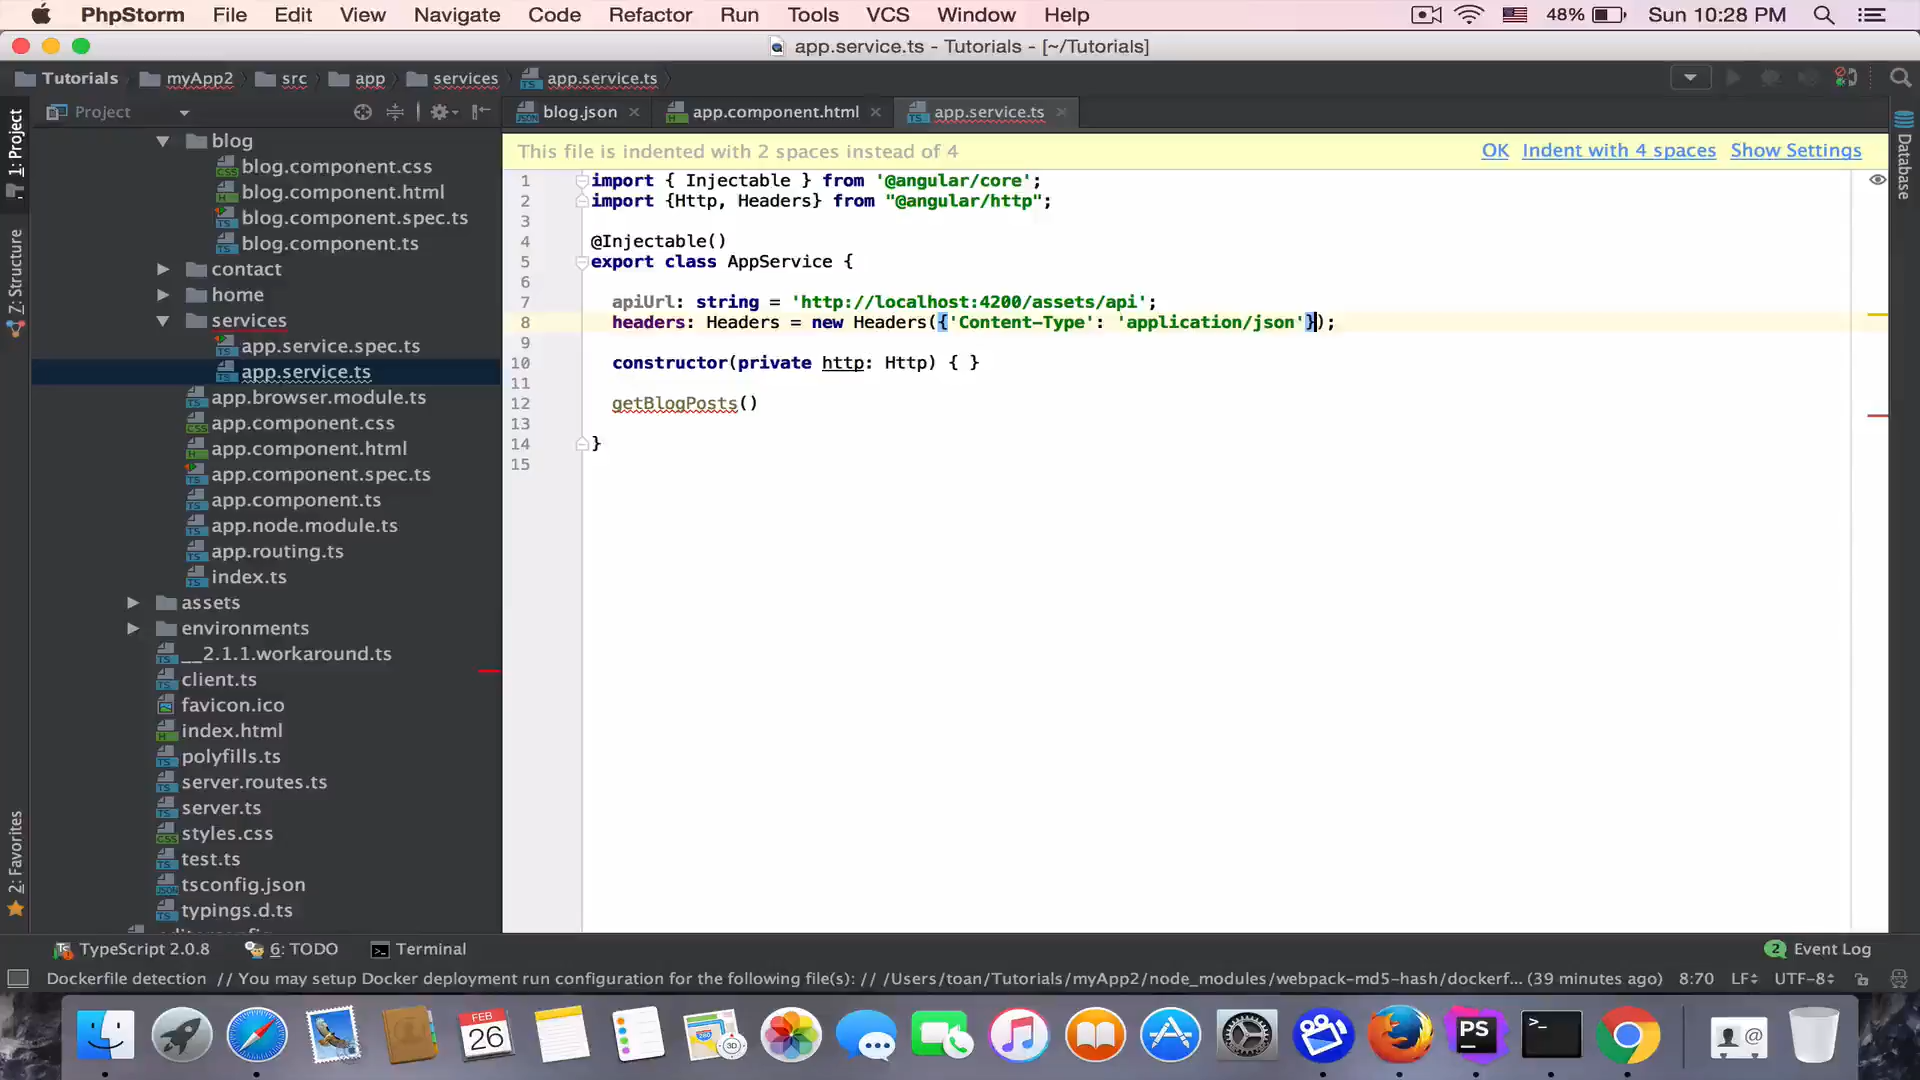 PhpStorm File Edit View Navigate Code Refactor Run Tools VCS Window Help 48% Sun 10:28 PM
app.service.ts - Tutorials - [~/Tutorials]
Tutorials myApp2 src app services app.service.ts
Project blog.json app.component.html app.service.ts
1: Project
7: Structure
2: Favorites
Database
blog
blog.component.css
blog.component.html
blog.component.spec.ts
blog.component.ts
contact
home
services
app.service.spec.ts
app.service.ts
app.browser.module.ts
app.component.css
app.component.html
app.component.spec.ts
app.component.ts
app.node.module.ts
app.routing.ts
index.ts
assets
environments
__2.1.1.workaround.ts
client.ts
favicon.ico
index.html
polyfills.ts
server.routes.ts
server.ts
styles.css
test.ts
tsconfig.json
typings.d.ts
This file is indented with 2 spaces instead of 4 OK Indent with 4 spaces Show Settings
1 import { Injectable } from '@angular/core';
2 import {Http, Headers} from "@angular/http";
3
4 @Injectable()
5 export class AppService {
6
7 apiUrl: string = 'http://localhost:4200/assets/api';
8 headers: Headers = new Headers({'Content-Type': 'application/json'});
9
10 constructor(private http: Http) { }
11
12 getBlogPosts()
13
14 }
15
TypeScript 2.0.8 6: TODO Terminal 2 Event Log
Dockerfile detection // You may setup Docker deployment run configuration for the following file(s): // /Users/toan/Tutorials/myApp2/node_modules/webpack-md5-hash/dockerf... (39 minutes ago) 8:70 LF UTF-8
FEB
26
3D
PS
>_
@